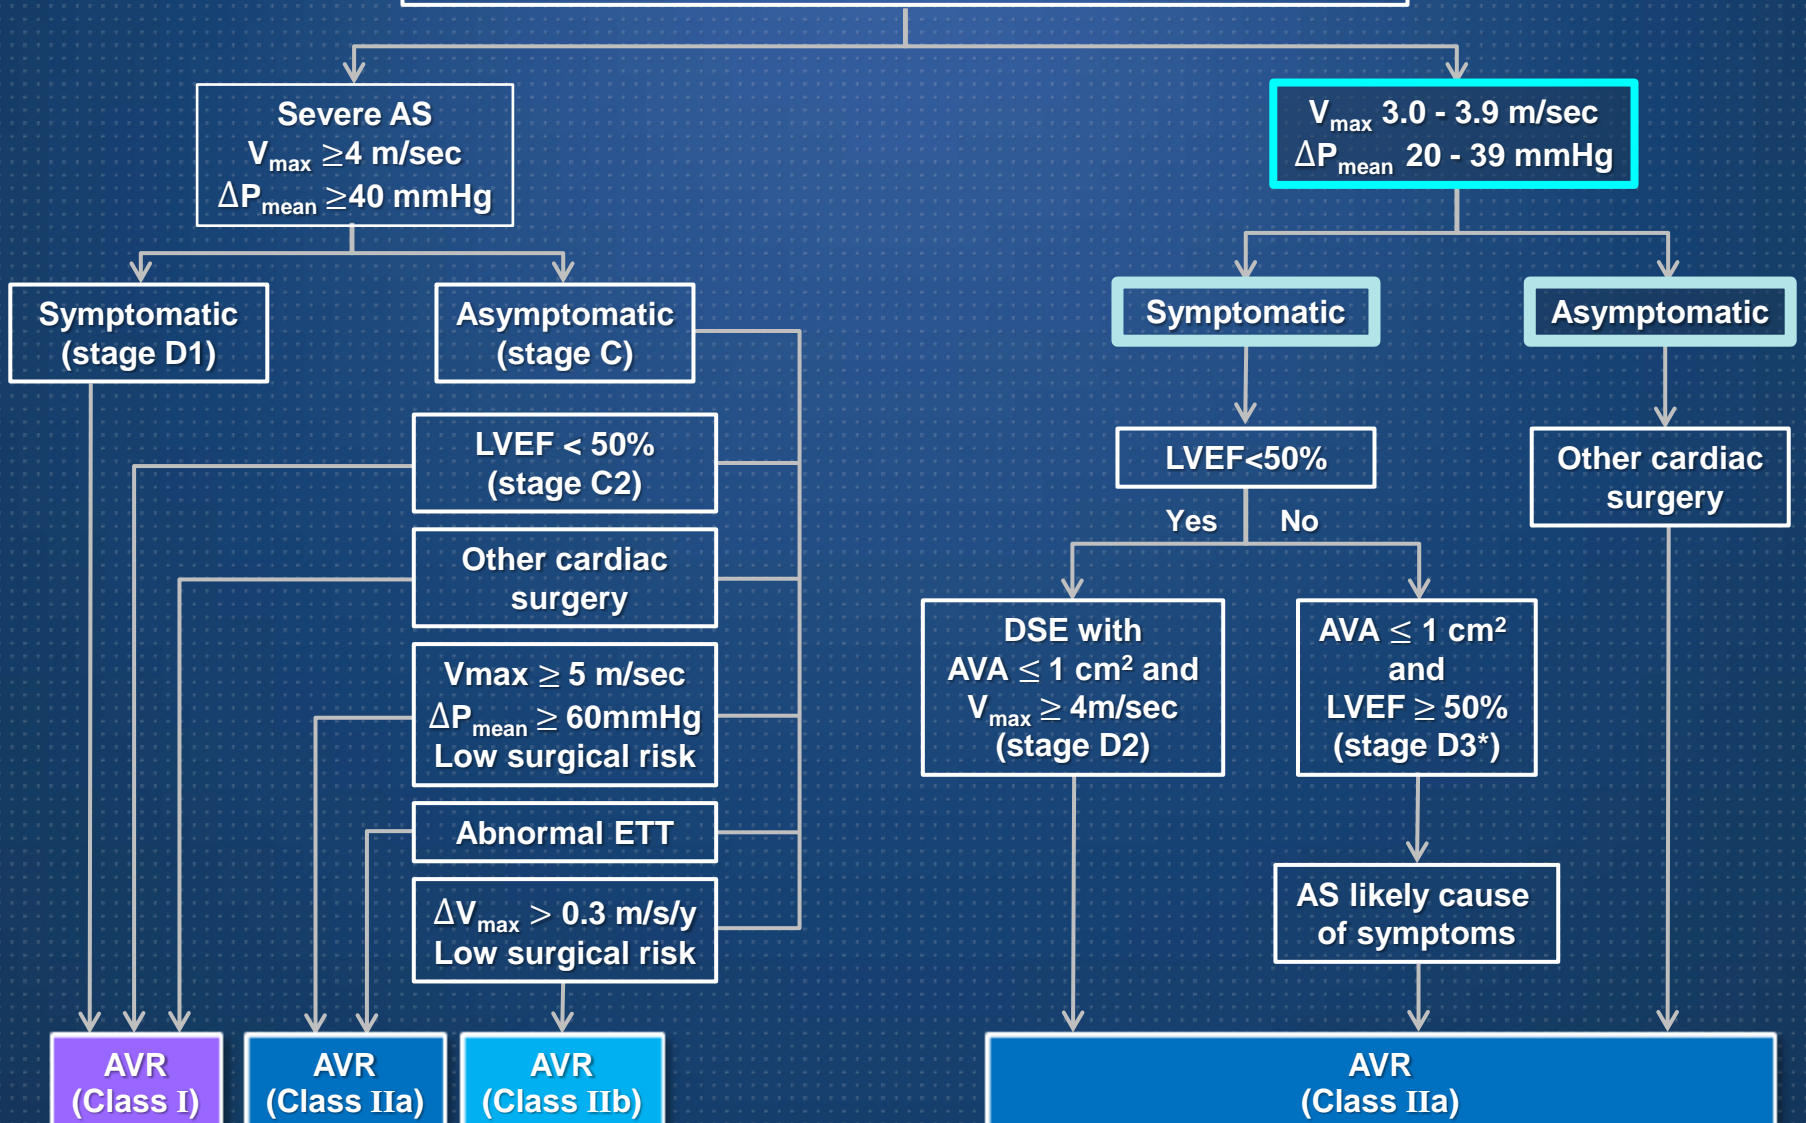 Severe AS
Vmax ≥4 m/sec
ΔPmean ≥40 mmHg
Vmax 3.0 - 3.9 m/sec
ΔPmean 20 - 39 mmHg
Symptomatic
(stage D1)
Asymptomatic
(stage C)
Symptomatic
Asymptomatic
LVEF < 50%
(stage C2)
LVEF<50%
Other cardiac
surgery
Yes
No
Other cardiac
surgery
DSE with
AVA ≤ 1 cm²and
Vmax ≥ 4m/sec
(stage D2)
AVA ≤ 1 cm²
and
LVEF ≥ 50%
(stage D3*)
Vmax ≥ 5 m/sec
ΔPmean ≥ 60mmHg
Low surgical risk
Abnormal ETT
ΔVmax > 0.3 m/s/y
Low surgical risk
AS likely cause
of symptoms
AVR
(Class I)
AVR
(Class IIa)
AVR
(Class IIb)
AVR
(Class IIa)